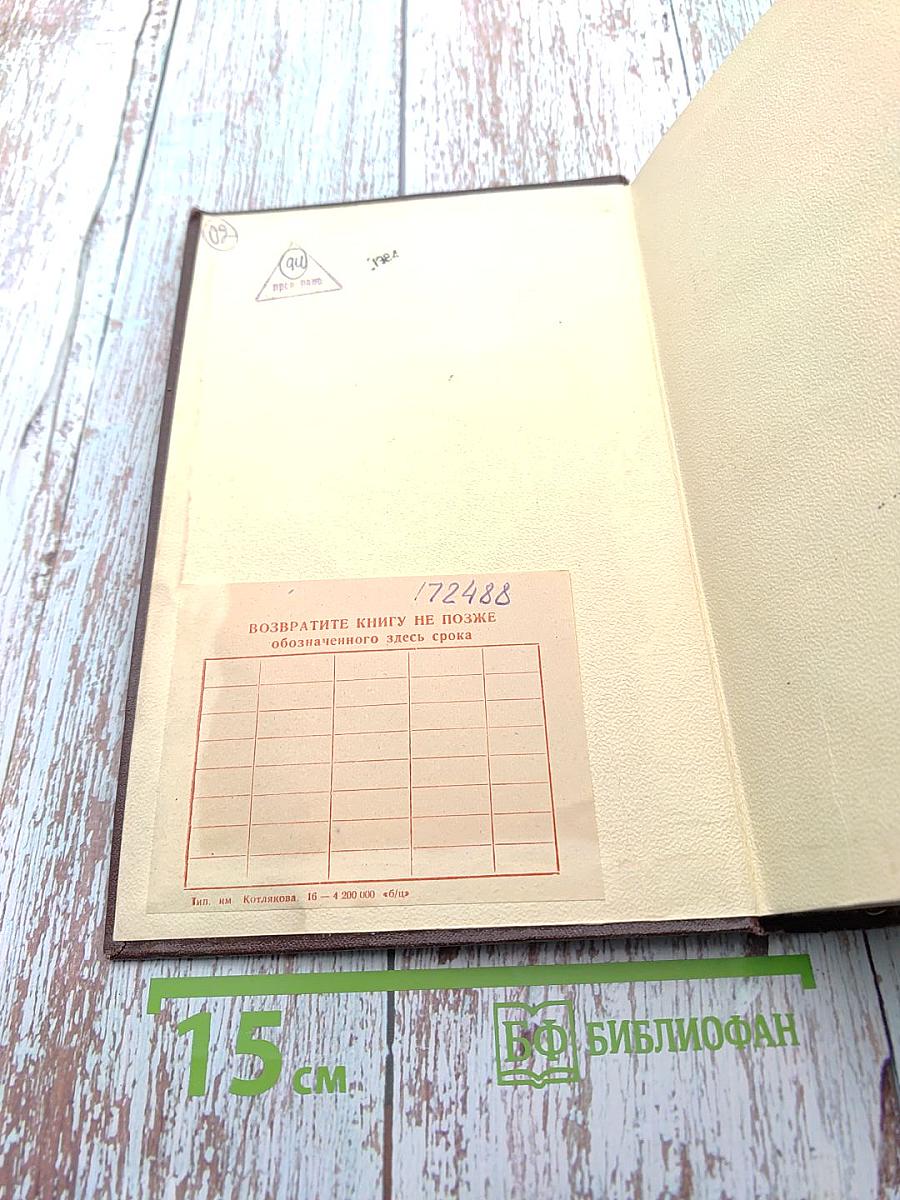 02
172488
ВОЗВРАТИТЕ КНИГУ НЕ ПОЗЖЕ
обозначенного здесь срока
Тип. им Котлякова 16 — 4 200 000 «б/ц»
15 см
БФ БИБЛИОФАН